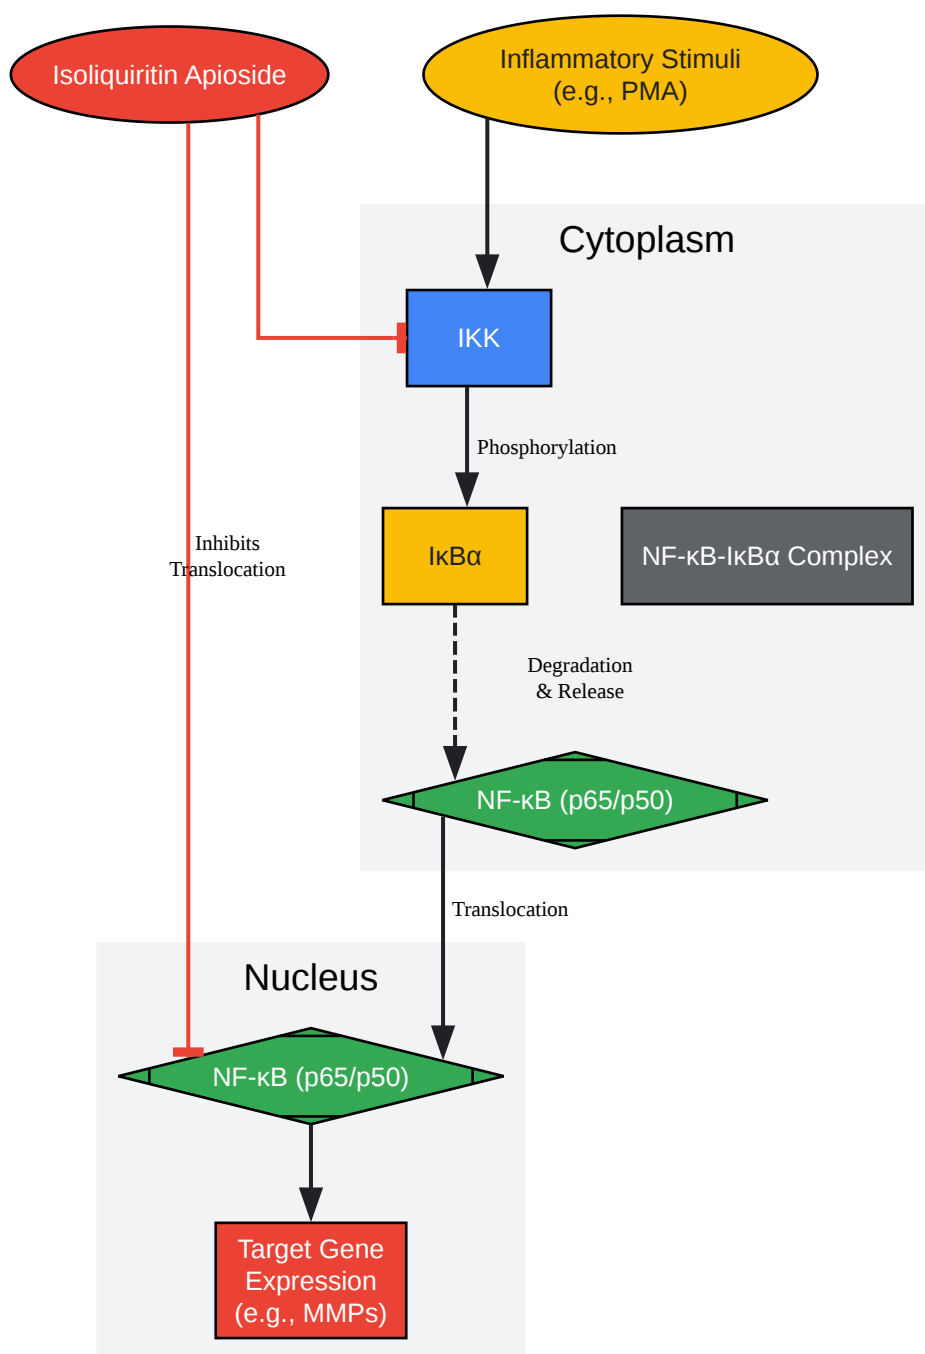 Isoliquiritin Apioside
Inflammatory Stimuli
(e.g., PMA)
Cytoplasm
IKK
Phosphorylation
Inhibits
Translocation
IκBα
NF-κB-IκBα Complex
Degradation
& Release
NF-κB (p65/p50)
Translocation
Nucleus
NF-κB (p65/p50)
Target Gene
Expression
(e.g., MMPs)